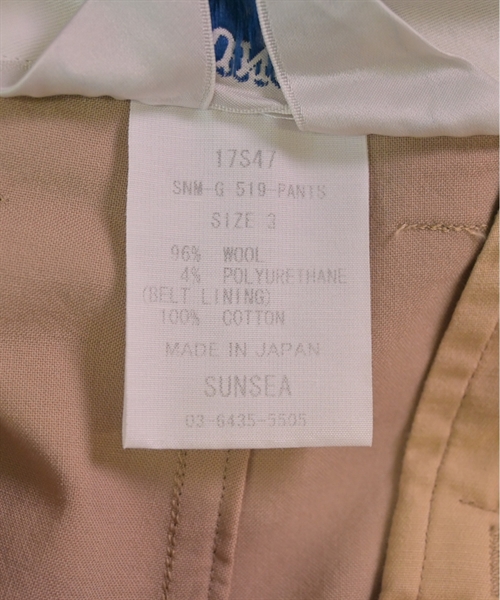 17S47
SNM-G 519-PANTS
SIZE 3
96% WOOL
4% POLYURETHANE
(BELT LINING)
100% COTTON
MADE IN JAPAN
SUNSEA
03-6435-5505